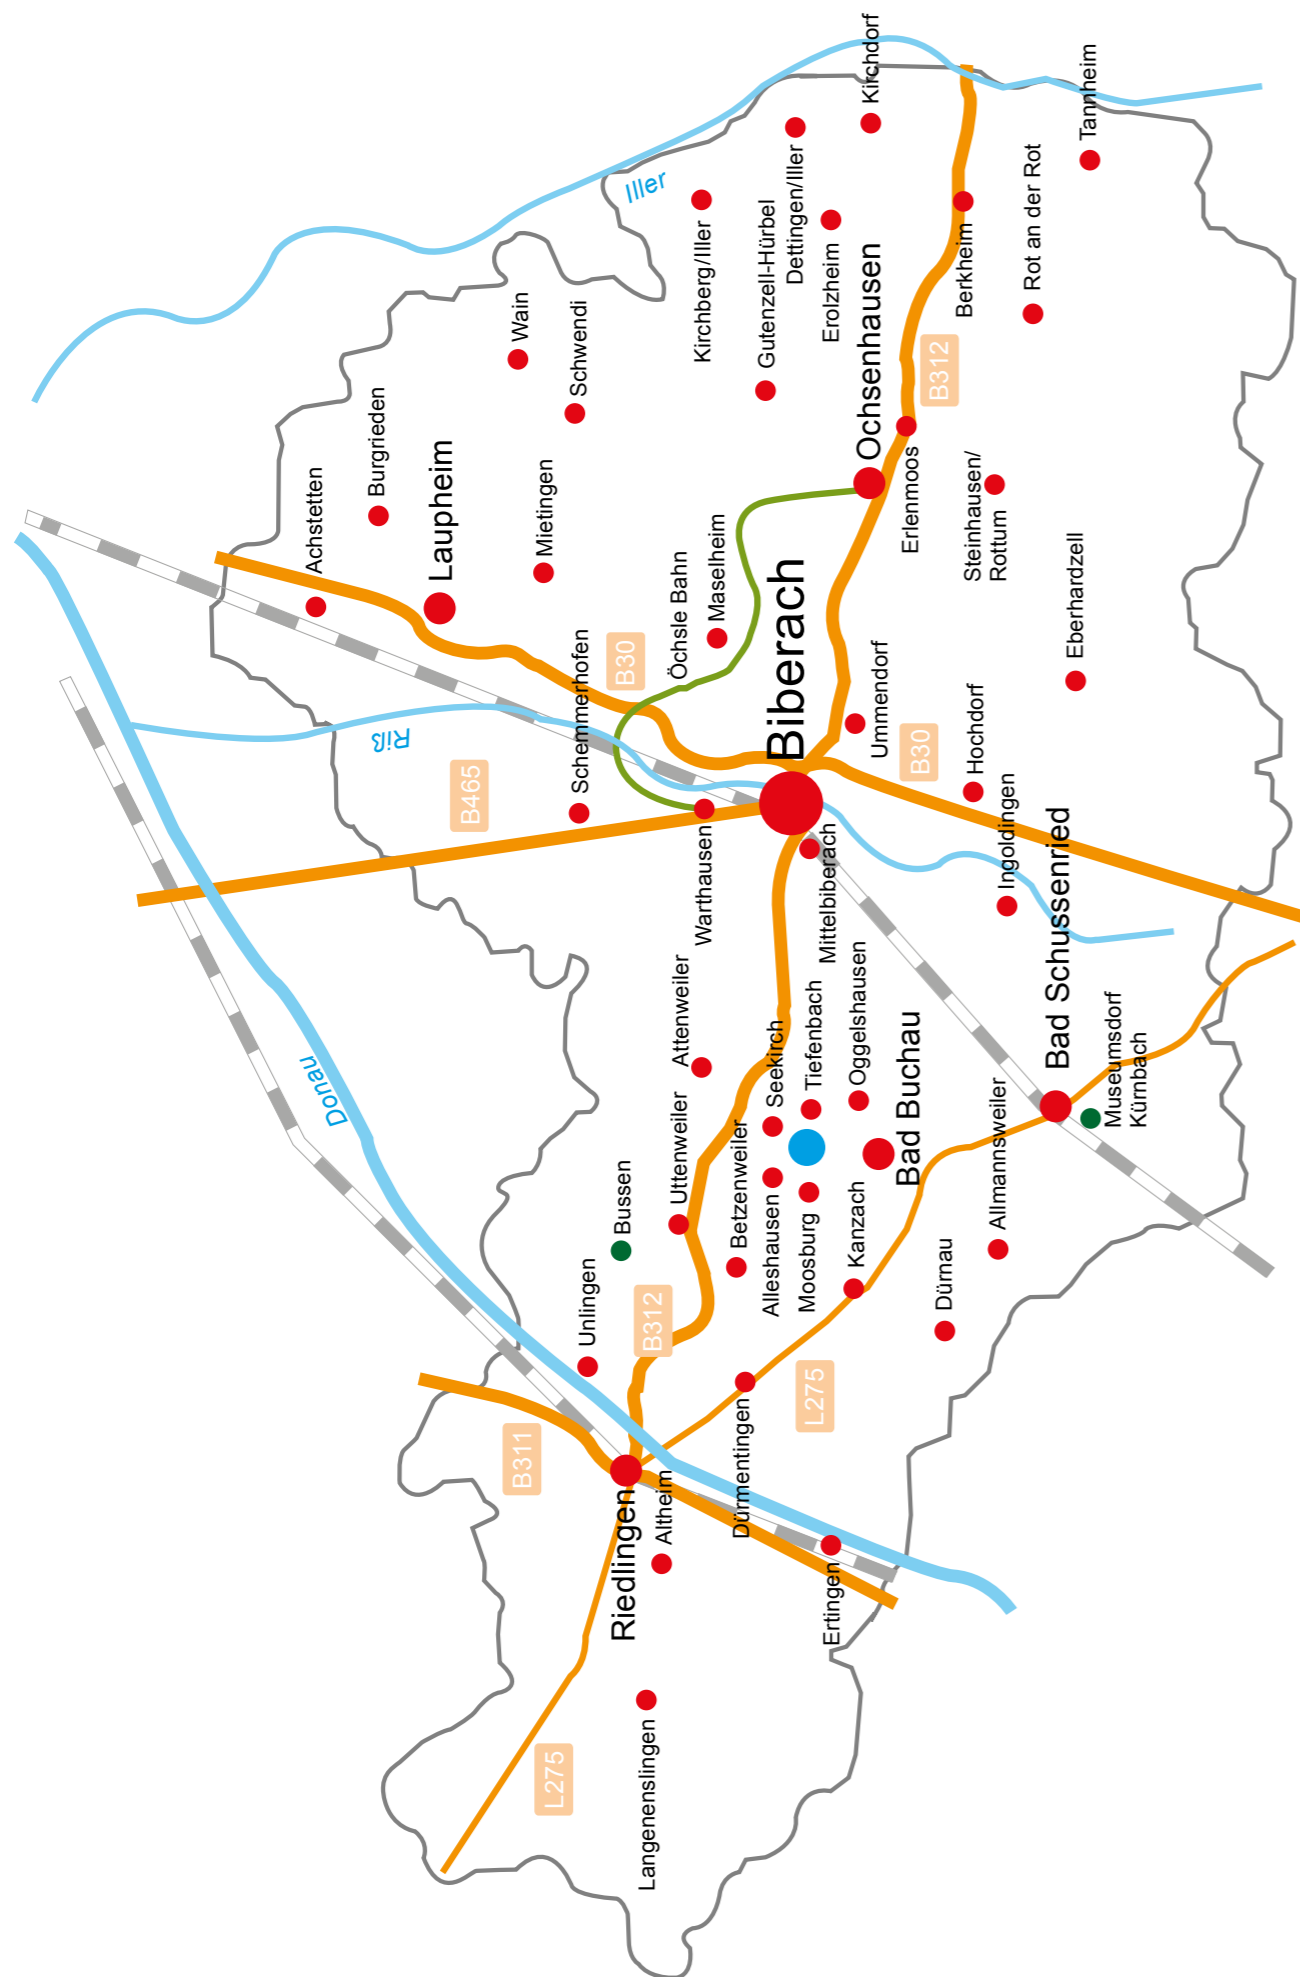 Kirchdorf
Tannheim
Iller
Dettingen/Iller
Kirchberg/Iller
Gutenzell-Hürbel
Erolzheim
Berkheim
Rot an der Rot
Wain
Schwendi
B312
Ochsenhausen
Burgrieden
Achstetten
Laupheim
Mietingen
Erlenmoos
Steinhausen/
Rottum
Öchsle Bahn
Maselheim
Eberhardzell
B30
Schemmerhofen
Biberach
Ummendorf
B30
Hochdorf
Riß
B465
Warthausen
Mittelbiberach
Ingoldingen
Bad Schussenried
Attenweiler
Seekirch
Tiefenbach
Oggelshausen
Bad Buchau
Museumsdorf
Kürnbach
Donau
Uttenweiler
Bussen
Betzenweiler
Alleshausen
Moosburg
Kanzach
Allmannsweiler
Dürnau
Unlingen
B312
L275
B311
Dürmentingen
Riedlingen
Altheim
Ertingen
L275
Langenenslingen